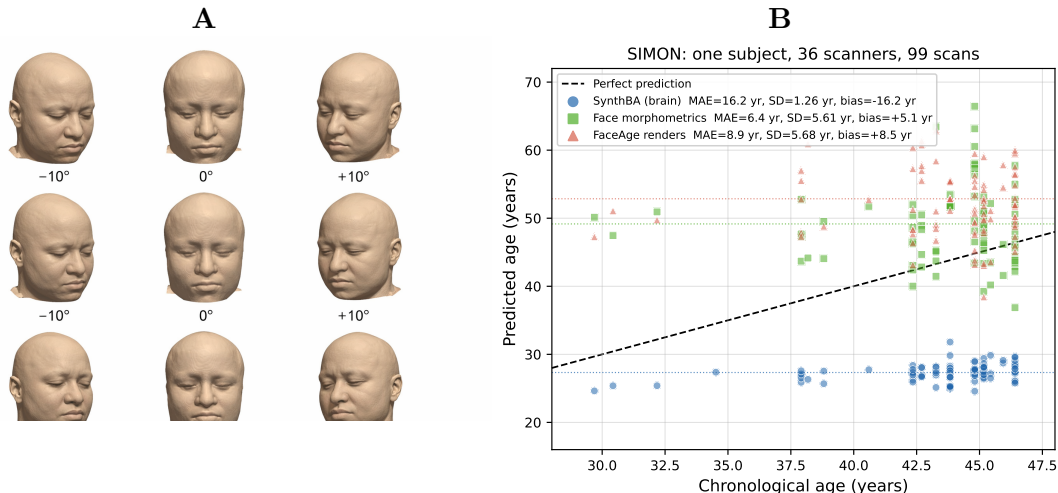 A
−10°
0°
+10°
−10°
0°
+10°
B
SIMON: one subject, 36 scanners, 99 scans
Perfect prediction
SynthBA (brain) MAE=16.2 yr, SD=1.26 yr, bias=-16.2 yr
Face morphometrics MAE=6.4 yr, SD=5.61 yr, bias=+5.1 yr
FaceAge renders MAE=8.9 yr, SD=5.68 yr, bias=+8.5 yr
Predicted age (years)
70
60
50
40
30
20
30.0 32.5 35.0 37.5 40.0 42.5 45.0 47.5
Chronological age (years)